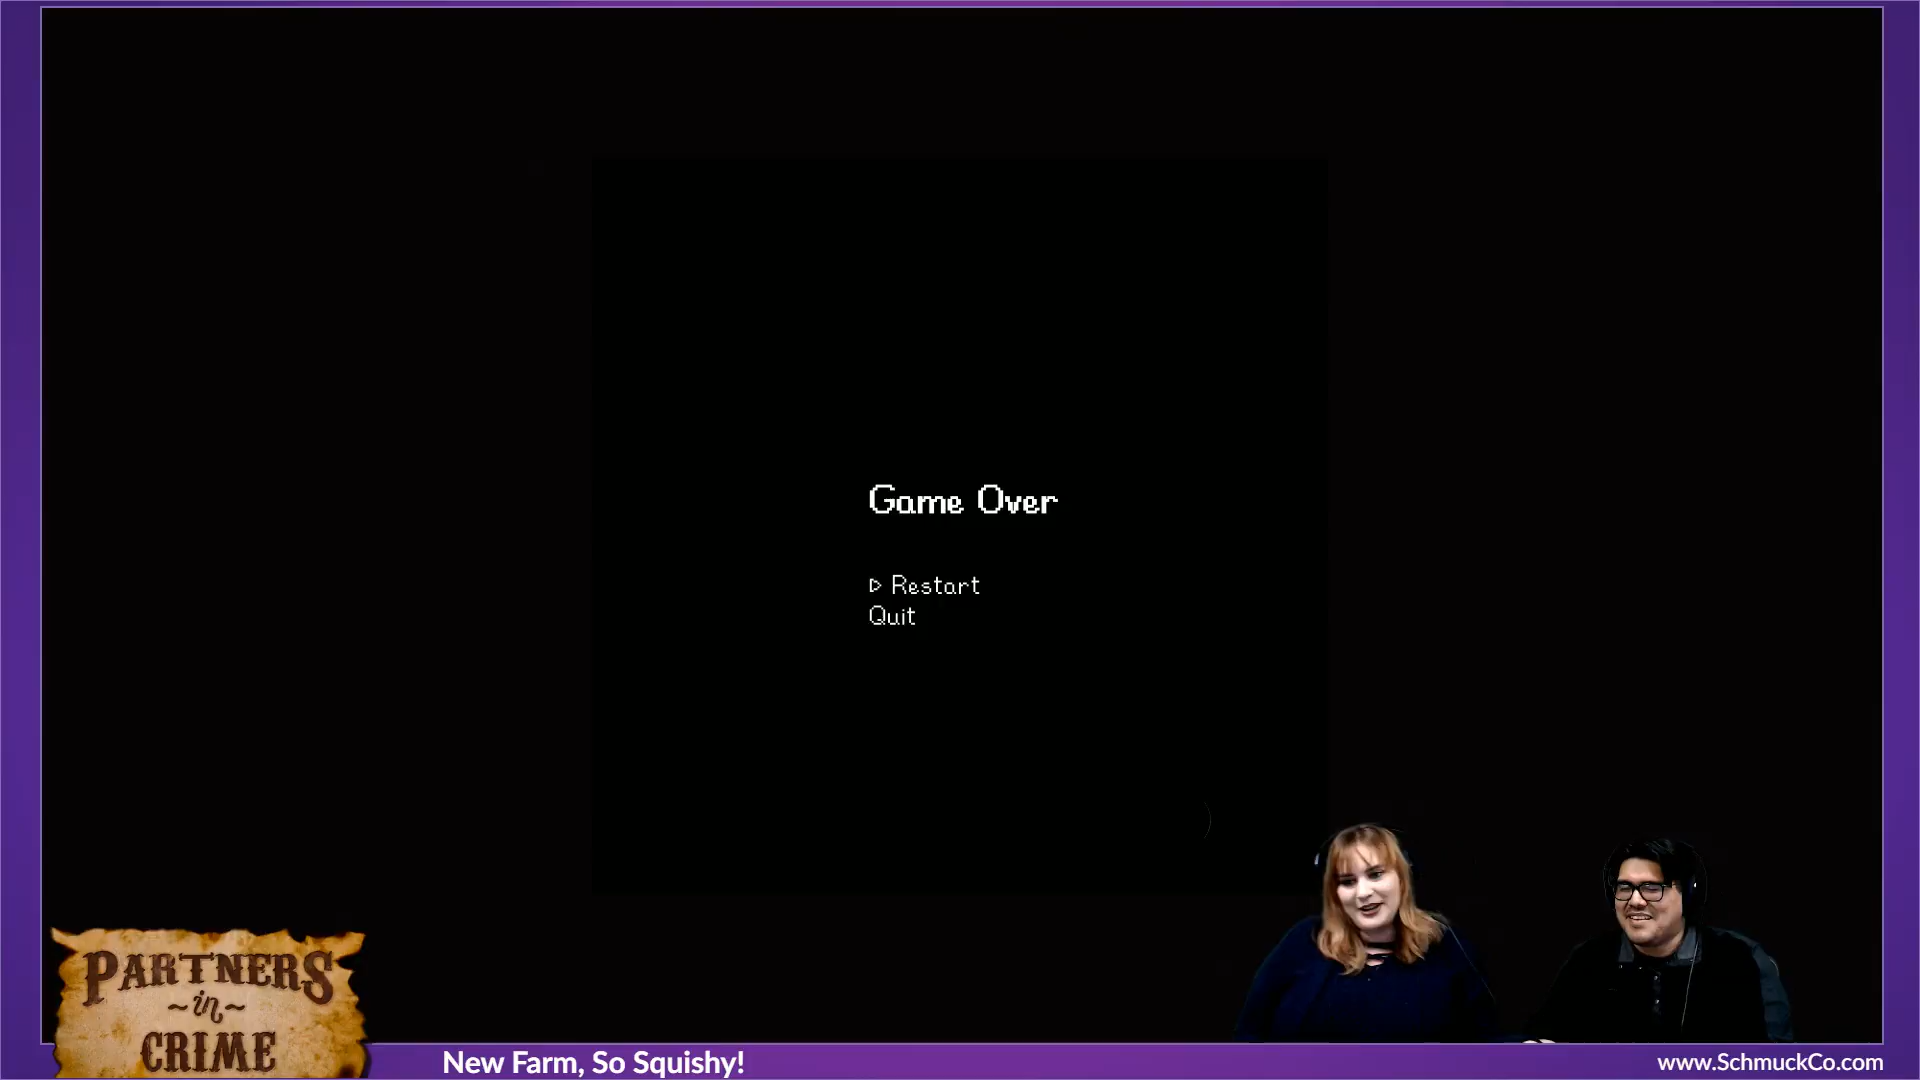 Game Over
▷ Restart
Quit
PARTNERS
~in~
CRIME
New Farm, So Squishy!
www.SchmuckCo.com